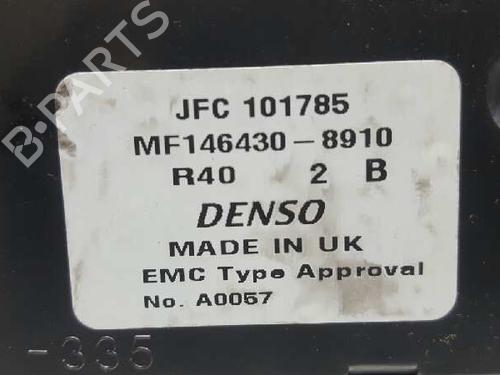 B-PARTS
JFC 101785
MF146430-8910
R40 2 B
DENSO
MADE IN UK
EMC Type Approval
No. A0057
-335